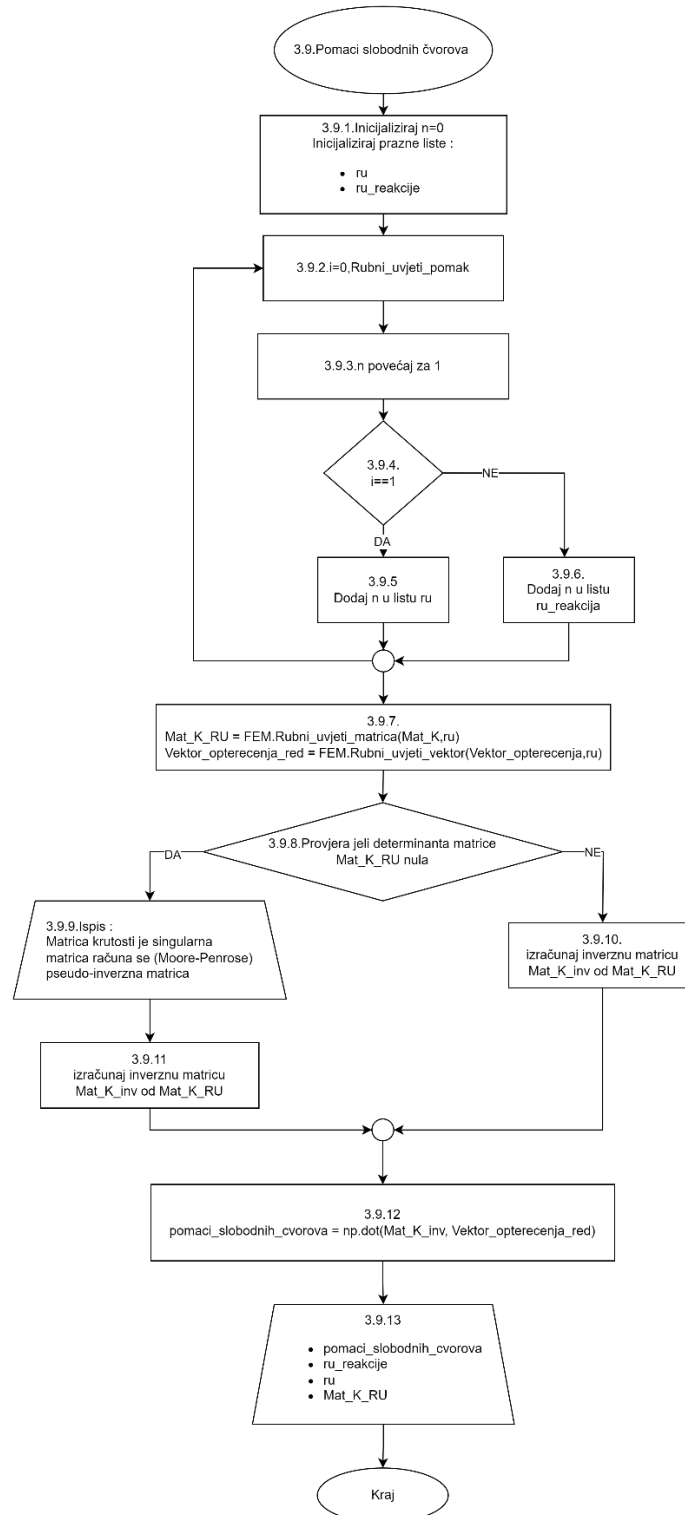 3.9.Pomaci slobodnih čvorova
3.9.1.Inicijaliziraj n=0
Inicijaliziraj prazne liste :
• ru
• ru_reakcije
3.9.2.i=0,Rubni_uvjeti_pomak
3.9.3.n povećaj za 1
3.9.4.
i==1
NE
DA
3.9.5
Dodaj n u listu ru
3.9.6.
Dodaj n u listu
ru_reakcija
3.9.7.
Mat_K_RU = FEM.Rubni_uvjeti_matrica(Mat_K,ru)
Vektor_opterecenja_red = FEM.Rubni_uvjeti_vektor(Vektor_opterecenja,ru)
3.9.8.Provjera jeli determinanta matrice
Mat_K_RU nula
DA
NE
3.9.9.Ispis :
Matrica krutosti je singularna
matrica računa se (Moore-Penrose)
pseudo-inverzna matrica
3.9.10.
izračunaj inverznu matricu
Mat_K_inv od Mat_K_RU
3.9.11
izračunaj inverznu matricu
Mat_K_inv od Mat_K_RU
3.9.12
pomaci_slobodnih_cvorova = np.dot(Mat_K_inv, Vektor_opterecenja_red)
3.9.13
• pomaci_slobodnih_cvorova
• ru_reakcije
• ru
• Mat_K_RU
Kraj